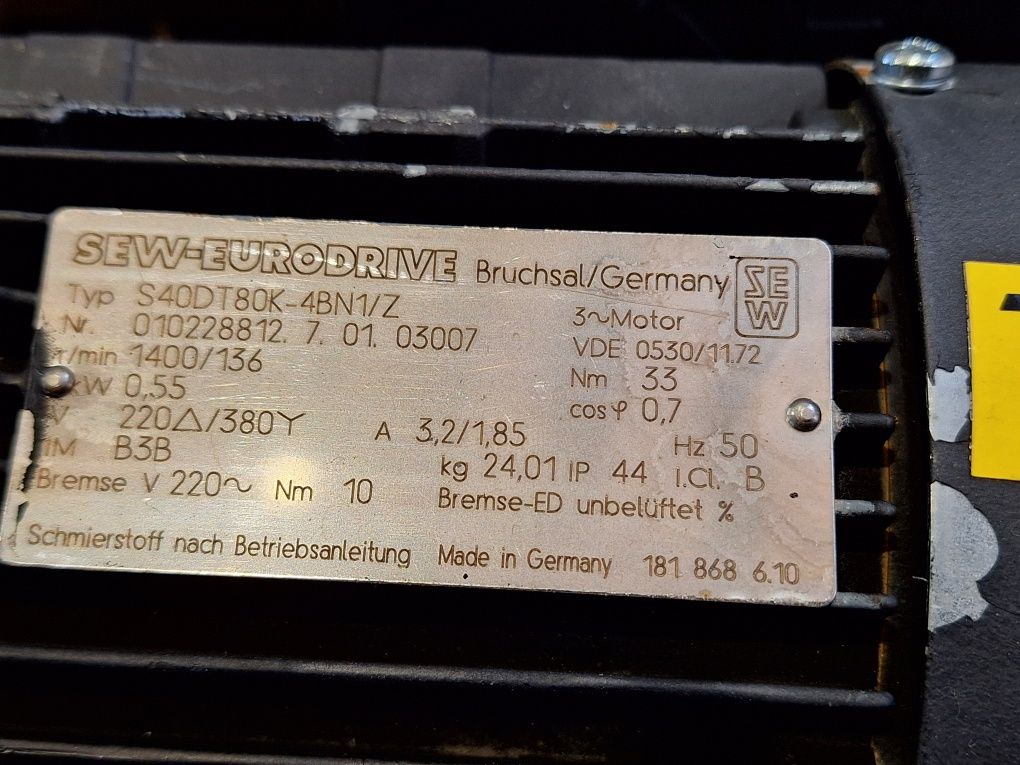 SEW-EURODRIVE Bruchsal/Germany SEW
Typ S40DT80K-4BN1/Z 3~Motor
Nr. 010228812. 7. 01. 03007 VDE 0530/11.72
r/min 1400/136 Nm 33
kW 0,55 cos φ 0,7
V 220△/380Y A 3,2/1,85 Hz 50
IM B3B kg 24,01 IP 44 I.Cl. B
Bremse V 220~ Nm 10 Bremse-ED unbelüftet %
Schmierstoff nach Betriebsanleitung Made in Germany 181 868 6.10